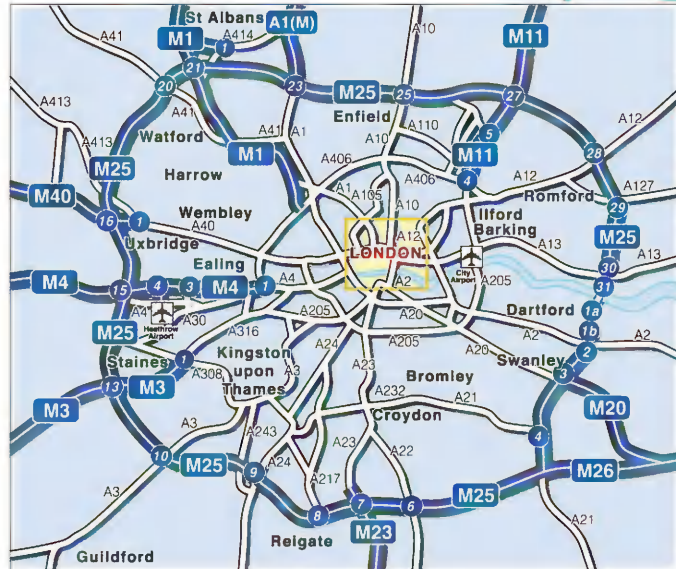 St Albans
A1(M)
A10
A41
M1
1
A414
M11
21
20
23
M25
25
27
A413
A41
Enfield
A12
Watford
A41
A1
A110
5
A10
M1
M11
28
A413
A406
4
A406
A12
M25
Harrow
A1
A105
A10
Romford
A127
M40
Ilford
29
Wembley
16
1
A40
A12
Barking
M25
Uxbridge
LONDON
A13
A13
Ealing
City
Airport
30
M4
15
4
3
M4
1
A4
A2
A205
31
A4
A30
A20
Dartford
1a
Heathrow
Airport
A316
A205
A205
A2
1b
A2
M25
A24
A20
2
Staines
1
Kingston
upon
Thames
A3
A23
Swanley
3
13
M3
A308
Bromley
A232
A21
M20
M3
Croydon
A3
A243
A23
A22
4
10
M25
9
A24
A217
M25
M26
A3
8
7
6
M23
A21
Reigate
Guildford